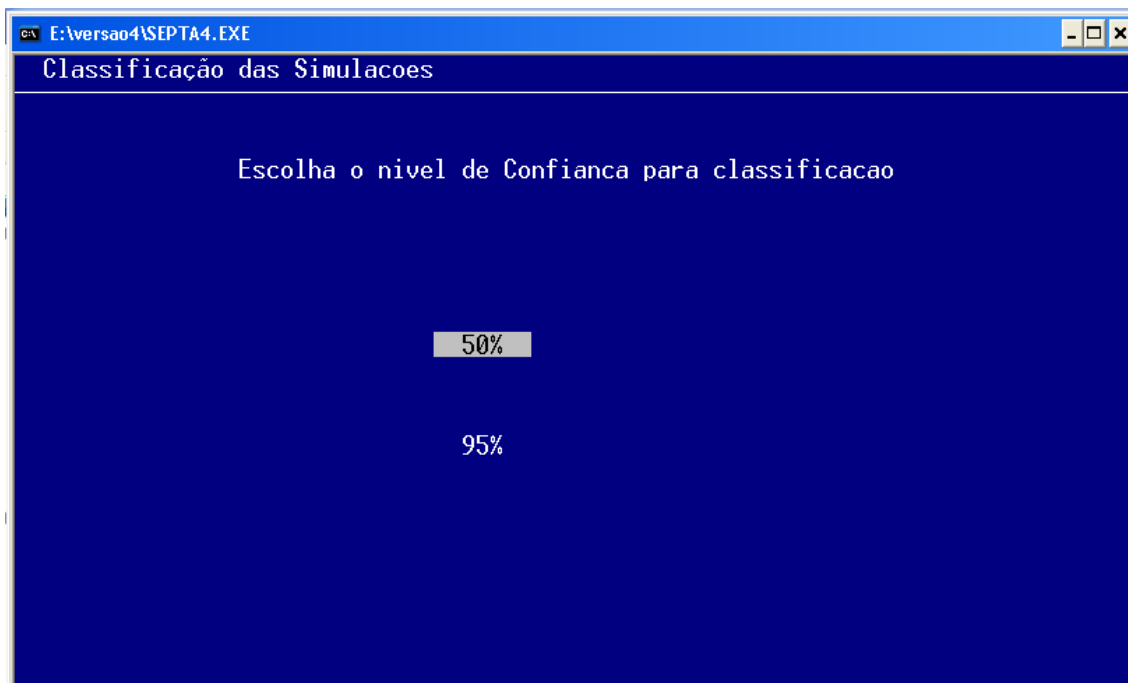 E:\versao4\SEPTA4.EXE
Classificação das Simulacoes
Escolha o nivel de Confianca para classificacao
50%
95%